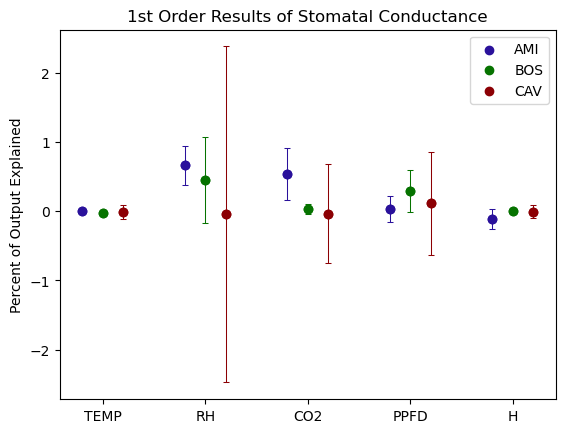 1st Order Results of Stomatal Conductance
AMI
BOS
CAV
Percent of Output Explained
2
1
0
−1
−2
TEMP RH CO2 PPFD H